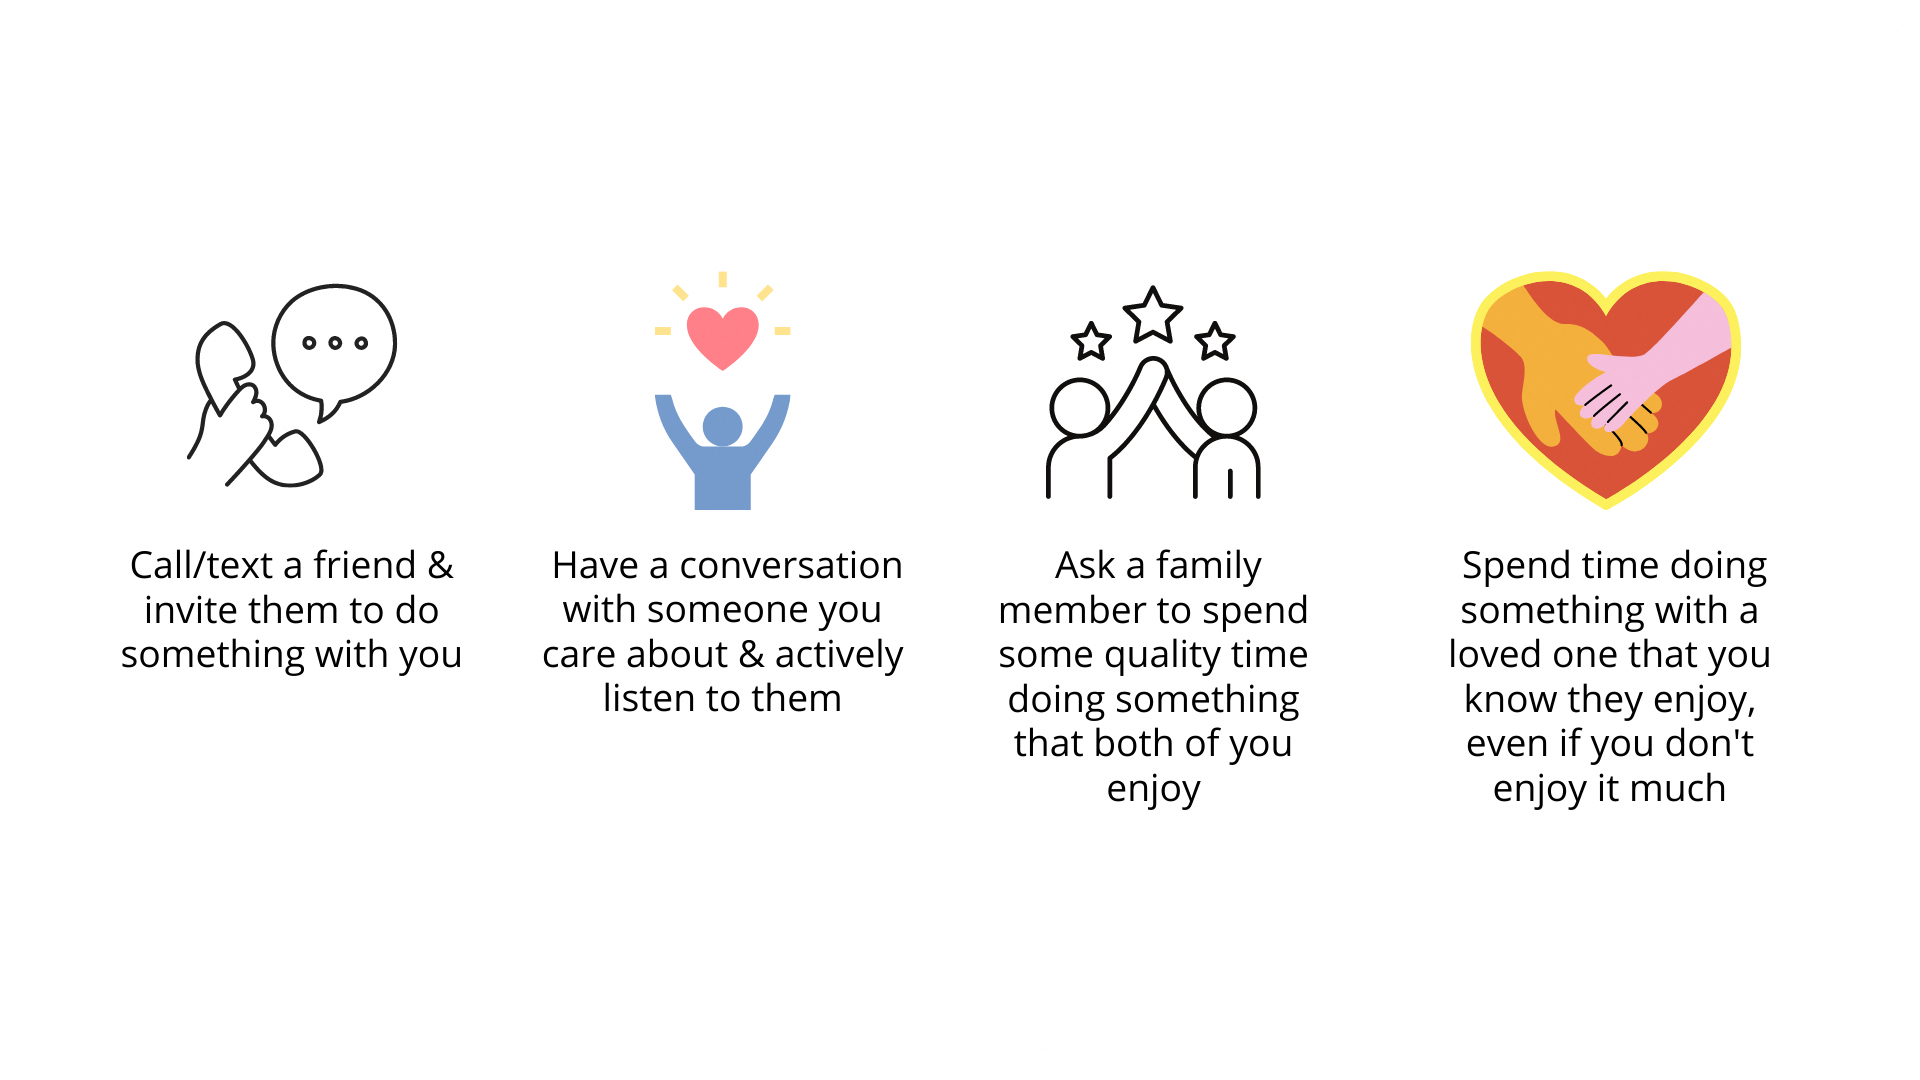 Call/text a friend &
invite them to do
something with you
Have a conversation
with someone you
care about & actively
listen to them
Ask a family
member to spend
some quality time
doing something
that both of you
enjoy
Spend time doing
something with a
loved one that you
know they enjoy,
even if you don't
enjoy it much